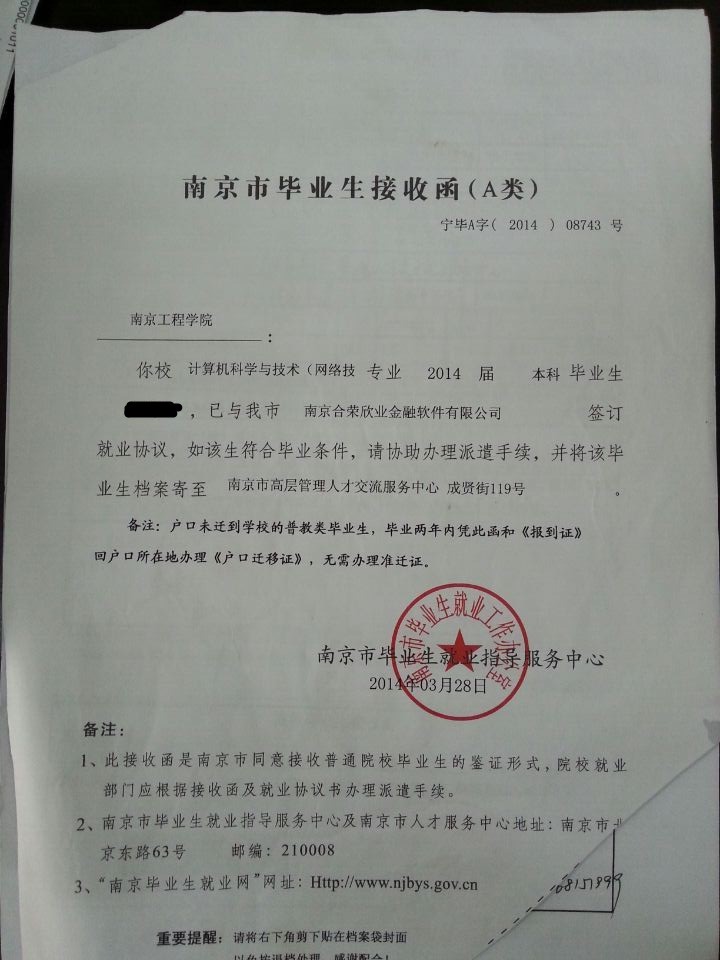 南京市毕业生接收函(A类)
宁毕A字( 2014 ) 08743 号
南京工程学院
:
你校 计算机科学与技术(网络技 专业 2014 届 本科 毕业生
,已与我市 南京合荣欣业金融软件有限公司 签订
就业协议,如该生符合毕业条件,请协助办理派遣手续,并将该毕
业生档案寄至 南京市高层管理人才交流服务中心 成贤街119号 。
备注:户口未迁到学校的普教类毕业生,毕业两年内凭此函和《报到证》
回户口所在地办理《户口迁移证》,无需办理准迁证。
南京市毕业生就业工作办公室
南京市毕业生就业指导服务中心
2014年03月28日
备注:
1、此接收函是南京市同意接收普通院校毕业生的鉴证形式,院校就业
部门应根据接收函及就业协议书办理派遣手续。
2、南京市毕业生就业指导服务中心及南京市人才服务中心地址:南京市
京东路63号 邮编:210008
3、“南京毕业生就业网”网址:Http://www.njbys.gov.cn
重要提醒:请将右下角剪下贴在档案袋封面
以免按退档处理,感谢配合!